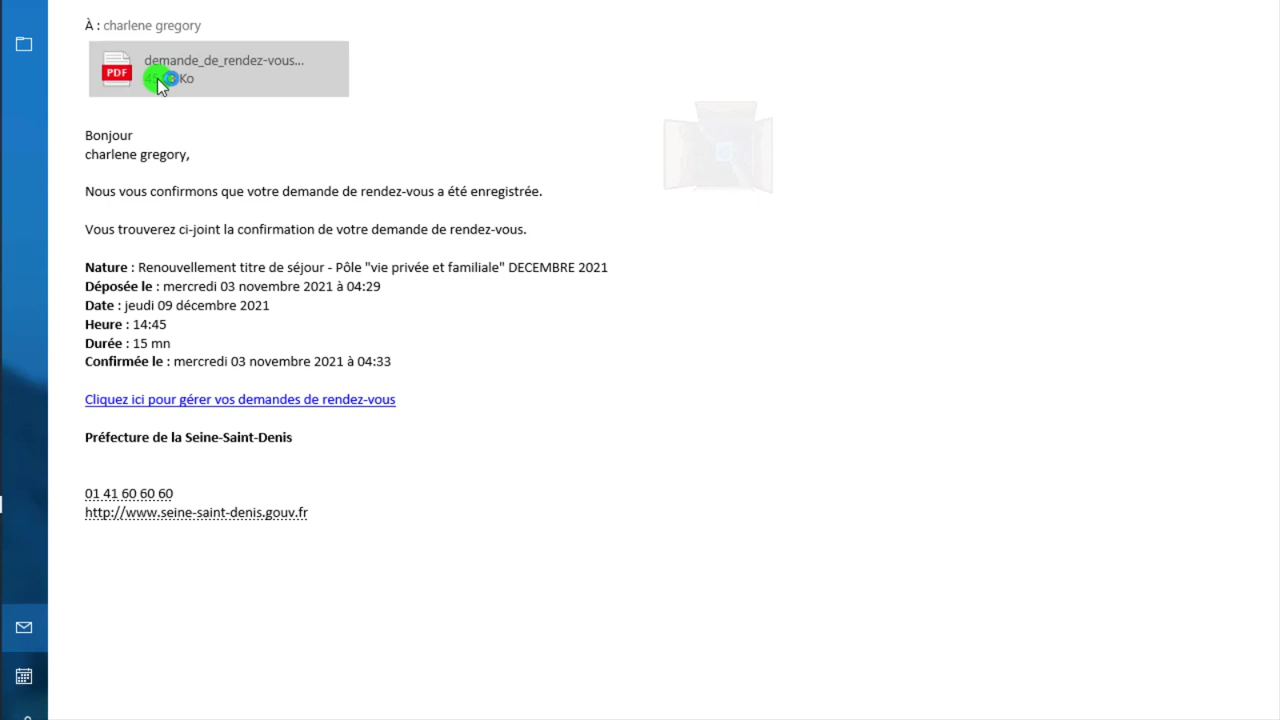 À : charlene gregory
demande_de_rendez-vous...
PDF
Ko
Bonjour
charlene gregory,
Nous vous confirmons que votre demande de rendez-vous a été enregistrée.
Vous trouverez ci-joint la confirmation de votre demande de rendez-vous.
Nature : Renouvellement titre de séjour - Pôle "vie privée et familiale" DECEMBRE 2021
Déposée le : mercredi 03 novembre 2021 à 04:29
Date : jeudi 09 décembre 2021
Heure : 14:45
Durée : 15 mn
Confirmée le : mercredi 03 novembre 2021 à 04:33
Cliquez ici pour gérer vos demandes de rendez-vous
Préfecture de la Seine-Saint-Denis
01 41 60 60 60
http://www.seine-saint-denis.gouv.fr